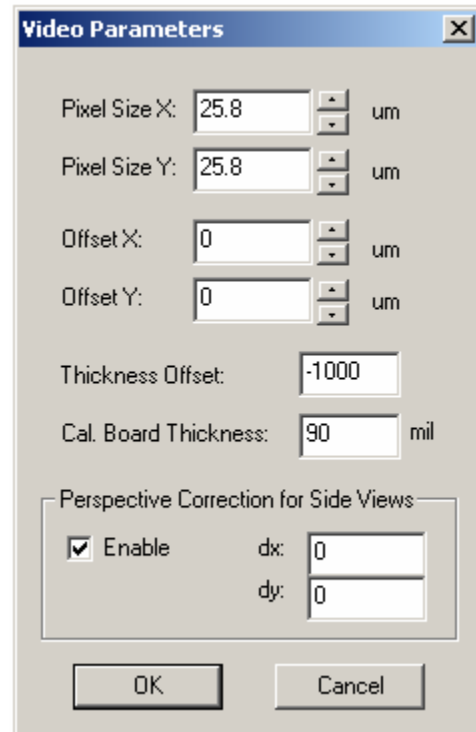 Video Parameters
Pixel Size X: 25.8 um
Pixel Size Y: 25.8 um
Offset X: 0 um
Offset Y: 0 um
Thickness Offset: -1000
Cal. Board Thickness: 90 mil
Perspective Correction for Side Views
Enable dx: 0
dy: 0
OK Cancel